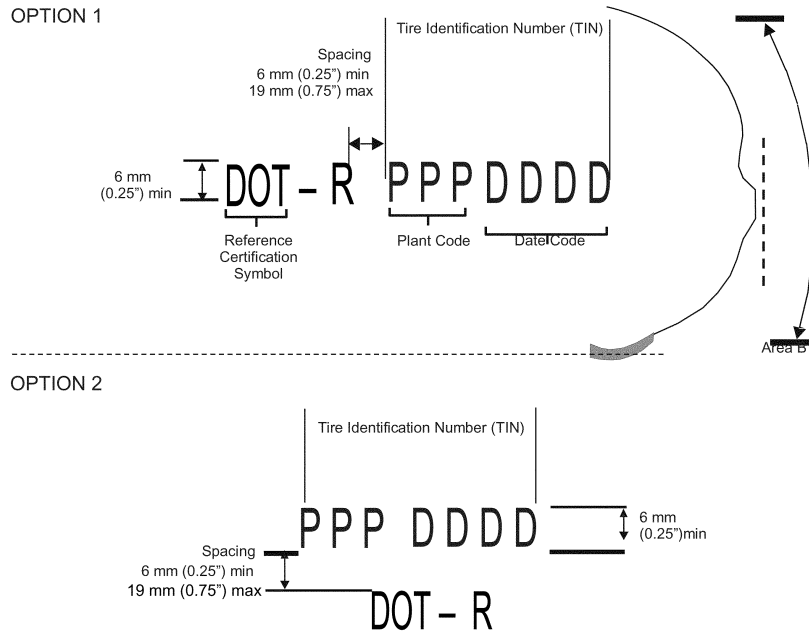 OPTION 1
Tire Identification Number (TIN)
Spacing
6 mm (0.25”) min
19 mm (0.75”) max
6 mm
(0.25”) min
DOT – R PPP DDDD
Reference
Certification
Symbol
Plant Code
Date Code
Area B
OPTION 2
Tire Identification Number (TIN)
PPP DDDD
6 mm
(0.25”)min
Spacing
6 mm (0.25”) min
19 mm (0.75”) max
DOT – R